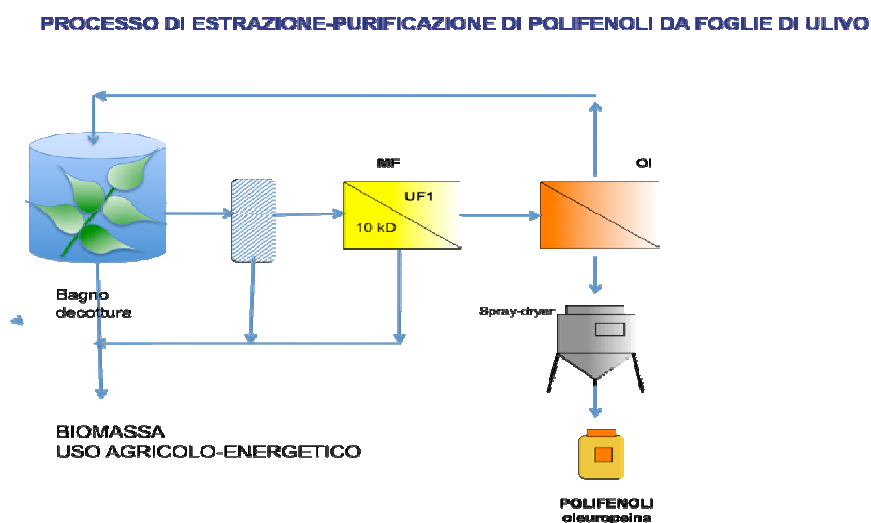 PROCESSO DI ESTRAZIONE-PURIFICAZIONE DI POLIFENOLI DA FOGLIE DI ULIVO
MF
OI
UF1
10 kD
Bagno
decottura
Spray-dryer
BIOMASSA
USO AGRICOLO-ENERGETICO
POLIFENOLI
oleuropeina